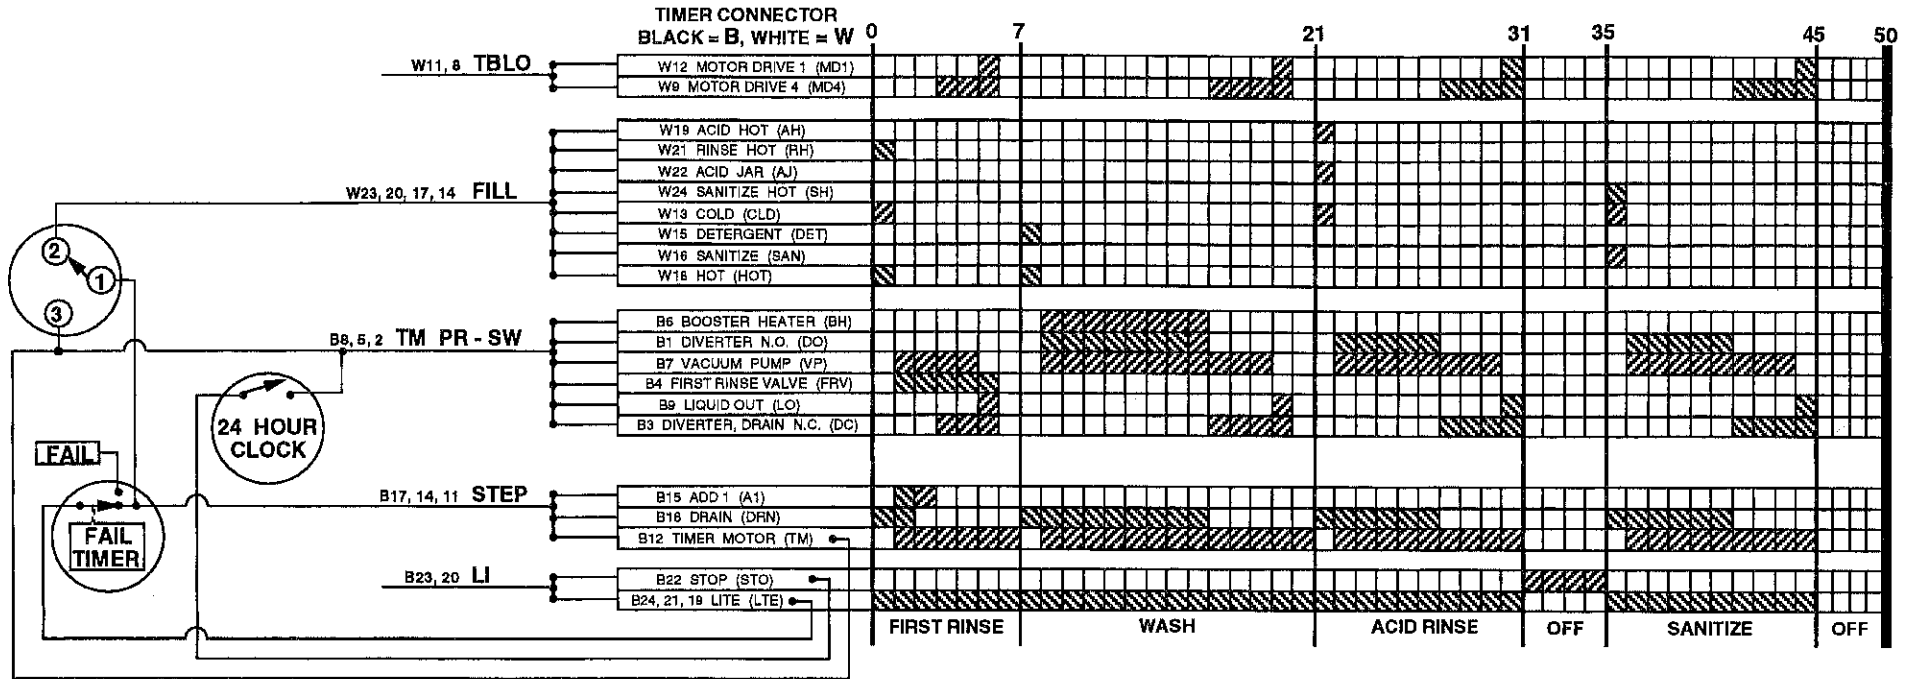 TIMER CONNECTOR
BLACK = B, WHITE = W
0 7 21 31 35 45 50
W11, 8 TBLO
W12 MOTOR DRIVE 1 (MD1)
W9 MOTOR DRIVE 4 (MD4)
W23, 20, 17, 14 FILL
W19 ACID HOT (AH)
W21 RINSE HOT (RH)
W22 ACID JAR (AJ)
W24 SANITIZE HOT (SH)
W13 COLD (CLD)
W15 DETERGENT (DET)
W16 SANITIZE (SAN)
W18 HOT (HOT)
2
1
3
B8, 5, 2 TM PR - SW
B6 BOOSTER HEATER (BH)
B1 DIVERTER N.O. (DO)
B7 VACUUM PUMP (VP)
B4 FIRST RINSE VALVE (FRV)
B9 LIQUID OUT (LO)
B3 DIVERTER, DRAIN N.C. (DC)
24 HOUR
CLOCK
FAIL
FAIL
TIMER
B17, 14, 11 STEP
B15 ADD 1 (A1)
B16 DRAIN (DRN)
B12 TIMER MOTOR (TM)
B23, 20 LI
B22 STOP (STO)
B24, 21, 19 LITE (LTE)
FIRST RINSE WASH ACID RINSE OFF SANITIZE OFF